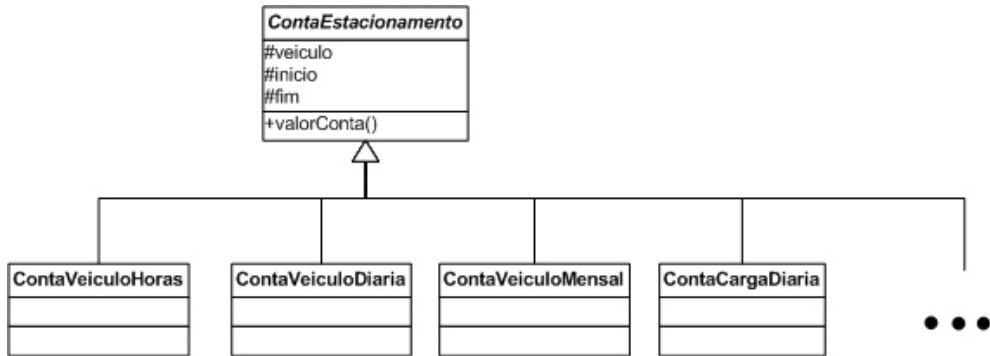 ContaEstacionamento
#veiculo
#inicio
#fim
+valorConta()
ContaVeiculoHoras
ContaVeiculoDiaria
ContaVeiculoMensal
ContaCargaDiaria